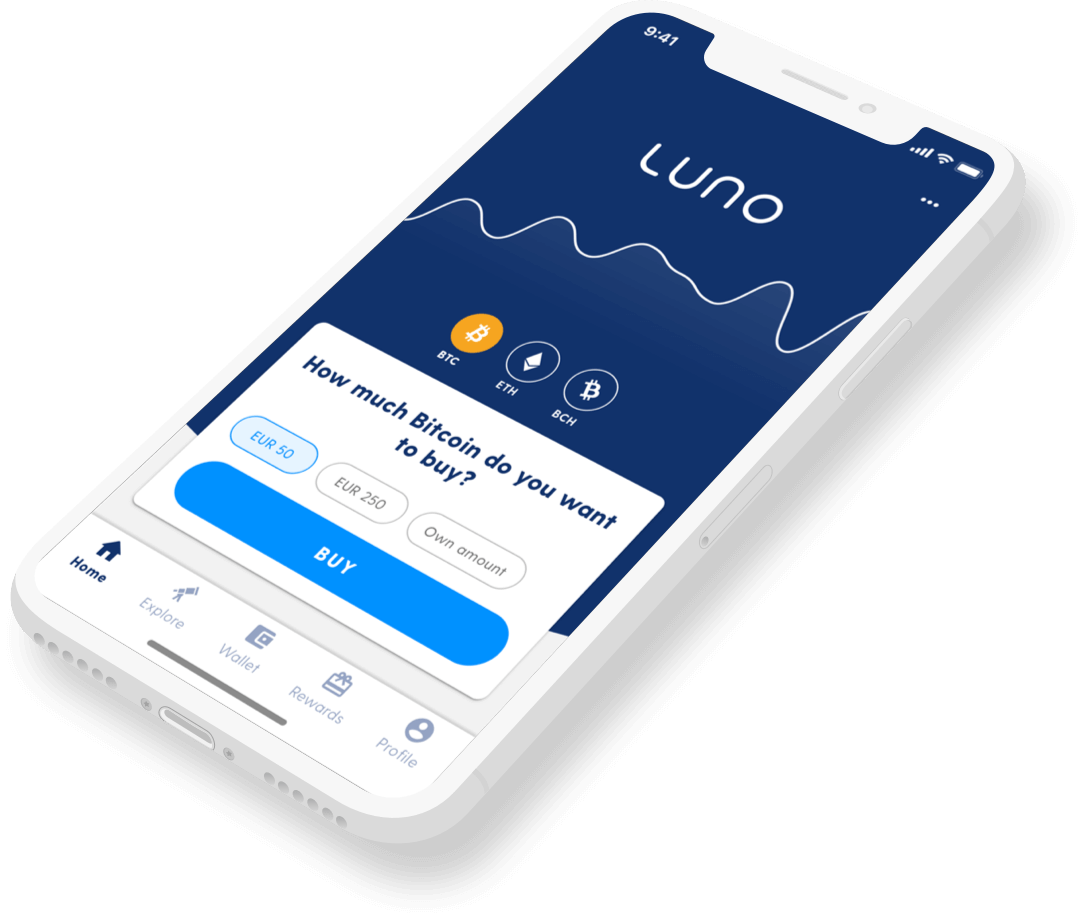 9:41
LUNO
BTC
ETH
BCH
How much Bitcoin do you want
to buy?
EUR 50
EUR 250
Own amount
BUY
Home
Explore
Wallet
Rewards
Profile